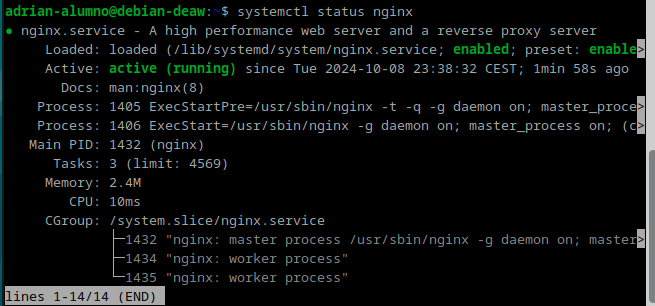 adrian-alumno@debian-deaw:~$ systemctl status nginx
● nginx.service - A high performance web server and a reverse proxy server
     Loaded: loaded (/lib/systemd/system/nginx.service; enabled; preset: enable>
     Active: active (running) since Tue 2024-10-08 23:38:32 CEST; 1min 58s ago
       Docs: man:nginx(8)
    Process: 1405 ExecStartPre=/usr/sbin/nginx -t -q -g daemon on; master_proce>
    Process: 1406 ExecStart=/usr/sbin/nginx -g daemon on; master_process on; (c>
   Main PID: 1432 (nginx)
      Tasks: 3 (limit: 4569)
     Memory: 2.4M
        CPU: 10ms
     CGroup: /system.slice/nginx.service
             ├─1432 "nginx: master process /usr/sbin/nginx -g daemon on; master>
             ├─1434 "nginx: worker process"
             └─1435 "nginx: worker process"
lines 1-14/14 (END)